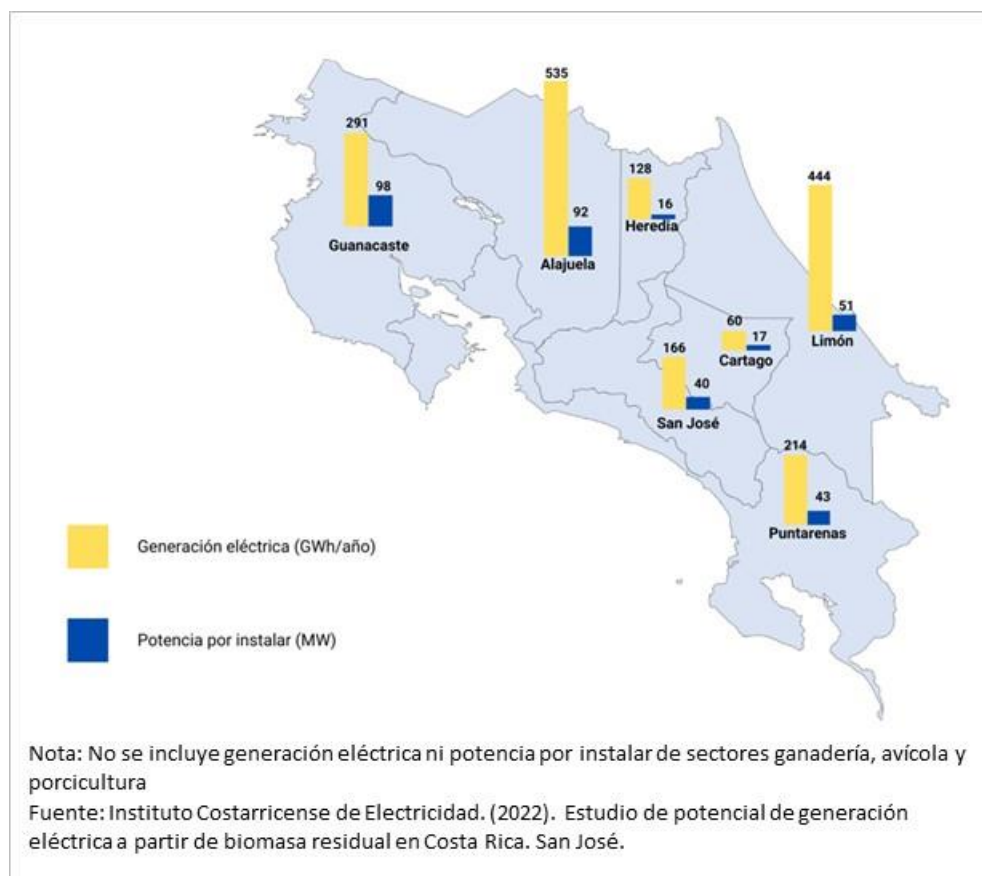 535
291
98
128
16
Heredia
444
92
Guanacaste
Alajuela
51
60
17
Limón
Cartago
166
40
San José
214
43
Puntarenas
Generación eléctrica (GWh/año)
Potencia por instalar (MW)
Nota: No se incluye generación eléctrica ni potencia por instalar de sectores ganadería, avícola y
porcicultura
Fuente: Instituto Costarricense de Electricidad. (2022). Estudio de potencial de generación
eléctrica a partir de biomasa residual en Costa Rica. San José.